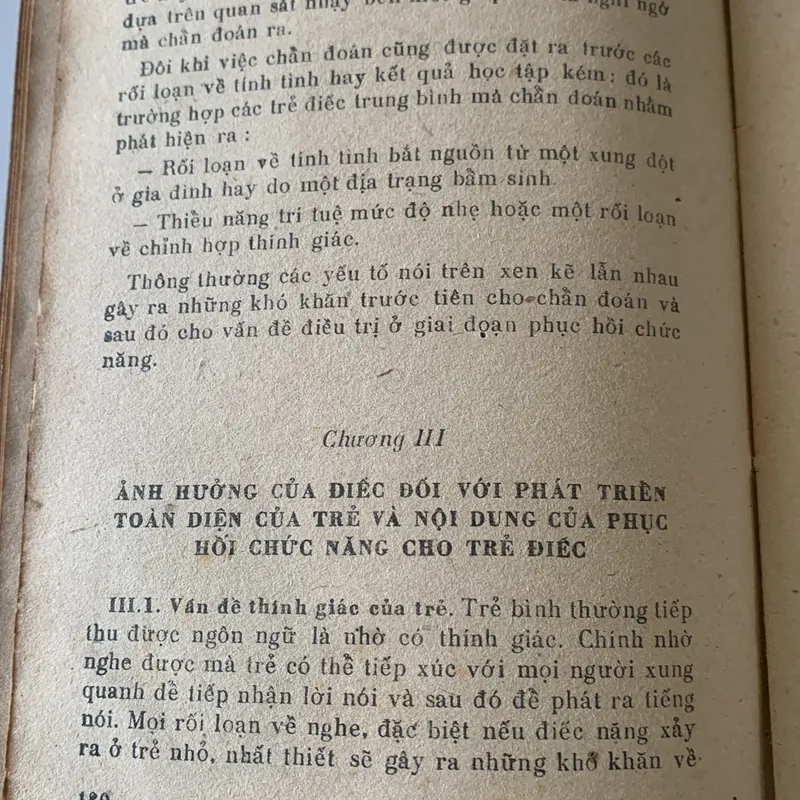 dựa trên quan sát nhạy bén một nghi ngờ
mà chẩn đoán ra.
Đôi khi việc chẩn đoán cũng được đặt ra trước các
rối loạn về tính tình hay kết quả học tập kém: đó là
trường hợp các trẻ điếc trung bình mà chẩn đoán nhằm
phát hiện ra :
— Rối loạn về tính tình bắt nguồn từ một xung đột
ở gia đình hay do một địa trạng bẩm sinh
— Thiểu năng trí tuệ mức độ nhẹ hoặc một rối loạn
về chỉnh hợp thính giác.
Thông thường các yếu tố nói trên xen kẽ lẫn nhau
gây ra những khó khăn trước tiên cho chẩn đoán và
sau đó cho vấn đề điều trị ở giai đoạn phục hồi chức
năng.
Chương III
ẢNH HƯỞNG CỦA ĐIẾC ĐỐI VỚI PHÁT TRIỂN
TOÀN DIỆN CỦA TRẺ VÀ NỘI DUNG CỦA PHỤC
HỒI CHỨC NĂNG CHO TRẺ ĐIẾC
III.1. Vấn đề thính giác của trẻ. Trẻ bình thường tiếp
thu được ngôn ngữ là nhờ có thính giác. Chính nhờ
nghe được mà trẻ có thể tiếp xúc với mọi người xung
quanh để tiếp nhận lời nói và sau đó để phát ra tiếng
nói. Mọi rối loạn về nghe, đặc biệt nếu điếc nặng xảy
ra ở trẻ nhỏ, nhất thiết sẽ gây ra những khó khăn về